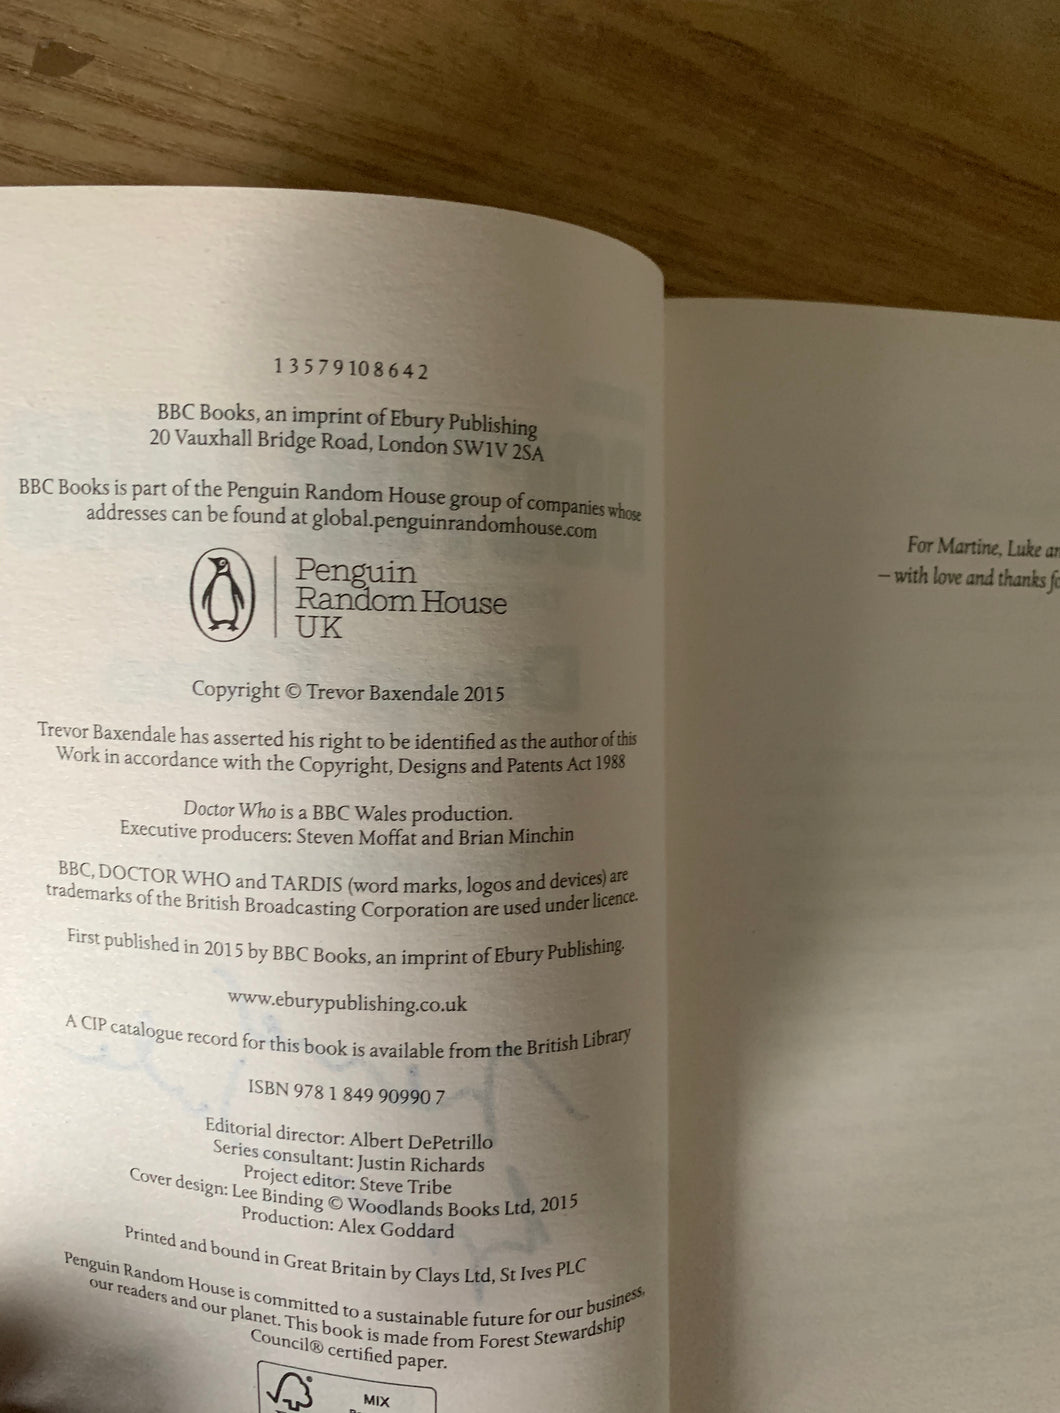 1 3 5 7 9 10 8 6 4 2
BBC Books, an imprint of Ebury Publishing
20 Vauxhall Bridge Road, London SW1V 2SA
BBC Books is part of the Penguin Random House group of companies whose
addresses can be found at global.penguinrandomhouse.com
Penguin
Random House
UK
Copyright © Trevor Baxendale 2015
Trevor Baxendale has asserted his right to be identified as the author of this
Work in accordance with the Copyright, Designs and Patents Act 1988
Doctor Who is a BBC Wales production.
Executive producers: Steven Moffat and Brian Minchin
BBC, DOCTOR WHO and TARDIS (word marks, logos and devices) are
trademarks of the British Broadcasting Corporation are used under licence.
First published in 2015 by BBC Books, an imprint of Ebury Publishing.
www.eburypublishing.co.uk
A CIP catalogue record for this book is available from the British Library
ISBN 978 1 849 90990 7
Editorial director: Albert DePetrillo
Series consultant: Justin Richards
Project editor: Steve Tribe
Cover design: Lee Binding © Woodlands Books Ltd, 2015
Production: Alex Goddard
Printed and bound in Great Britain by Clays Ltd, St Ives PLC
Penguin Random House is committed to a sustainable future for our business,
our readers and our planet. This book is made from Forest Stewardship
Council® certified paper.
MIX
For Martine, Luke
– with love and thanks